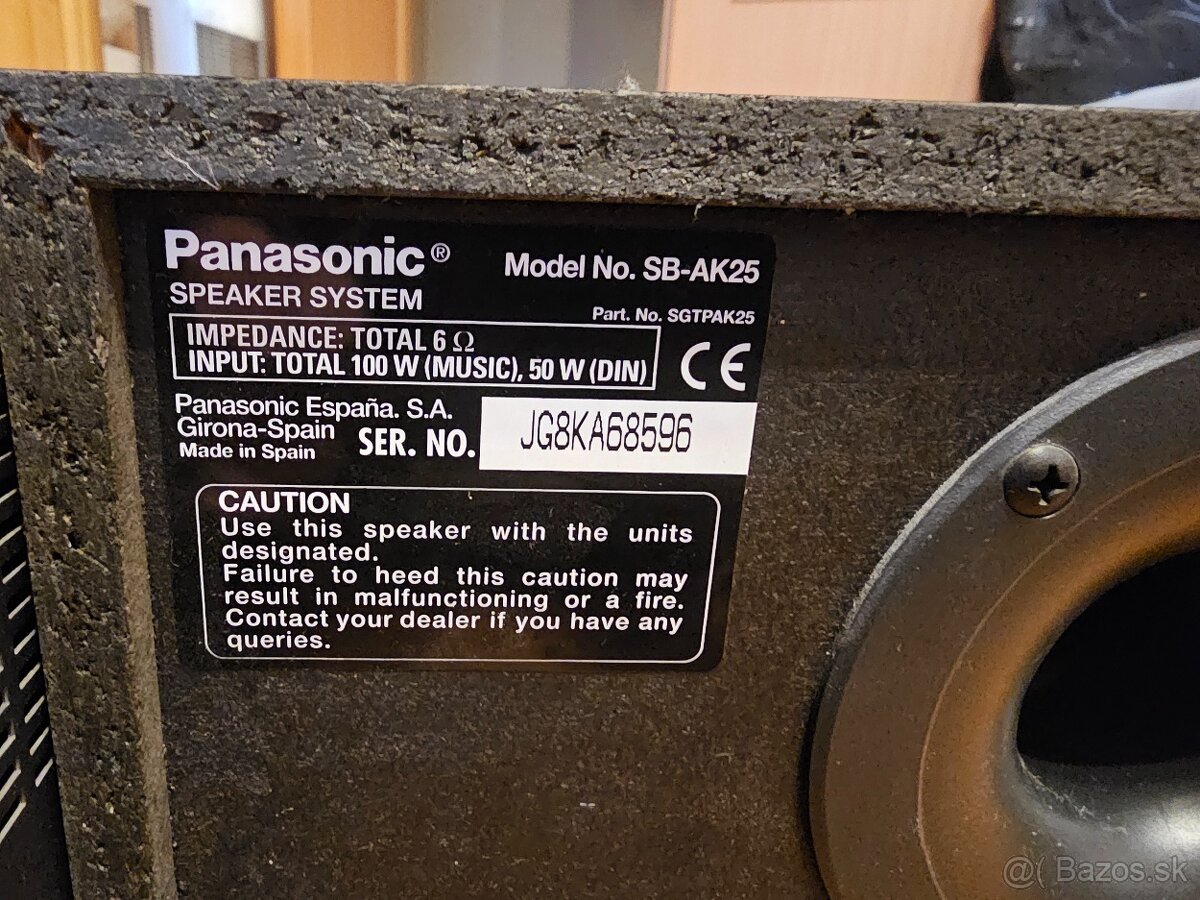 Panasonic®
Model No. SB-AK25
SPEAKER SYSTEM
Part. No. SGTPAK25
IMPEDANCE: TOTAL 6 Ω
INPUT: TOTAL 100 W (MUSIC), 50 W (DIN)
CE
Panasonic España. S.A.
Girona-Spain
Made in Spain
SER. NO.
JG8KA68596
CAUTION
Use this speaker with the units
designated.
Failure to heed this caution may
result in malfunctioning or a fire.
Contact your dealer if you have any
queries.
@( Bazos.sk